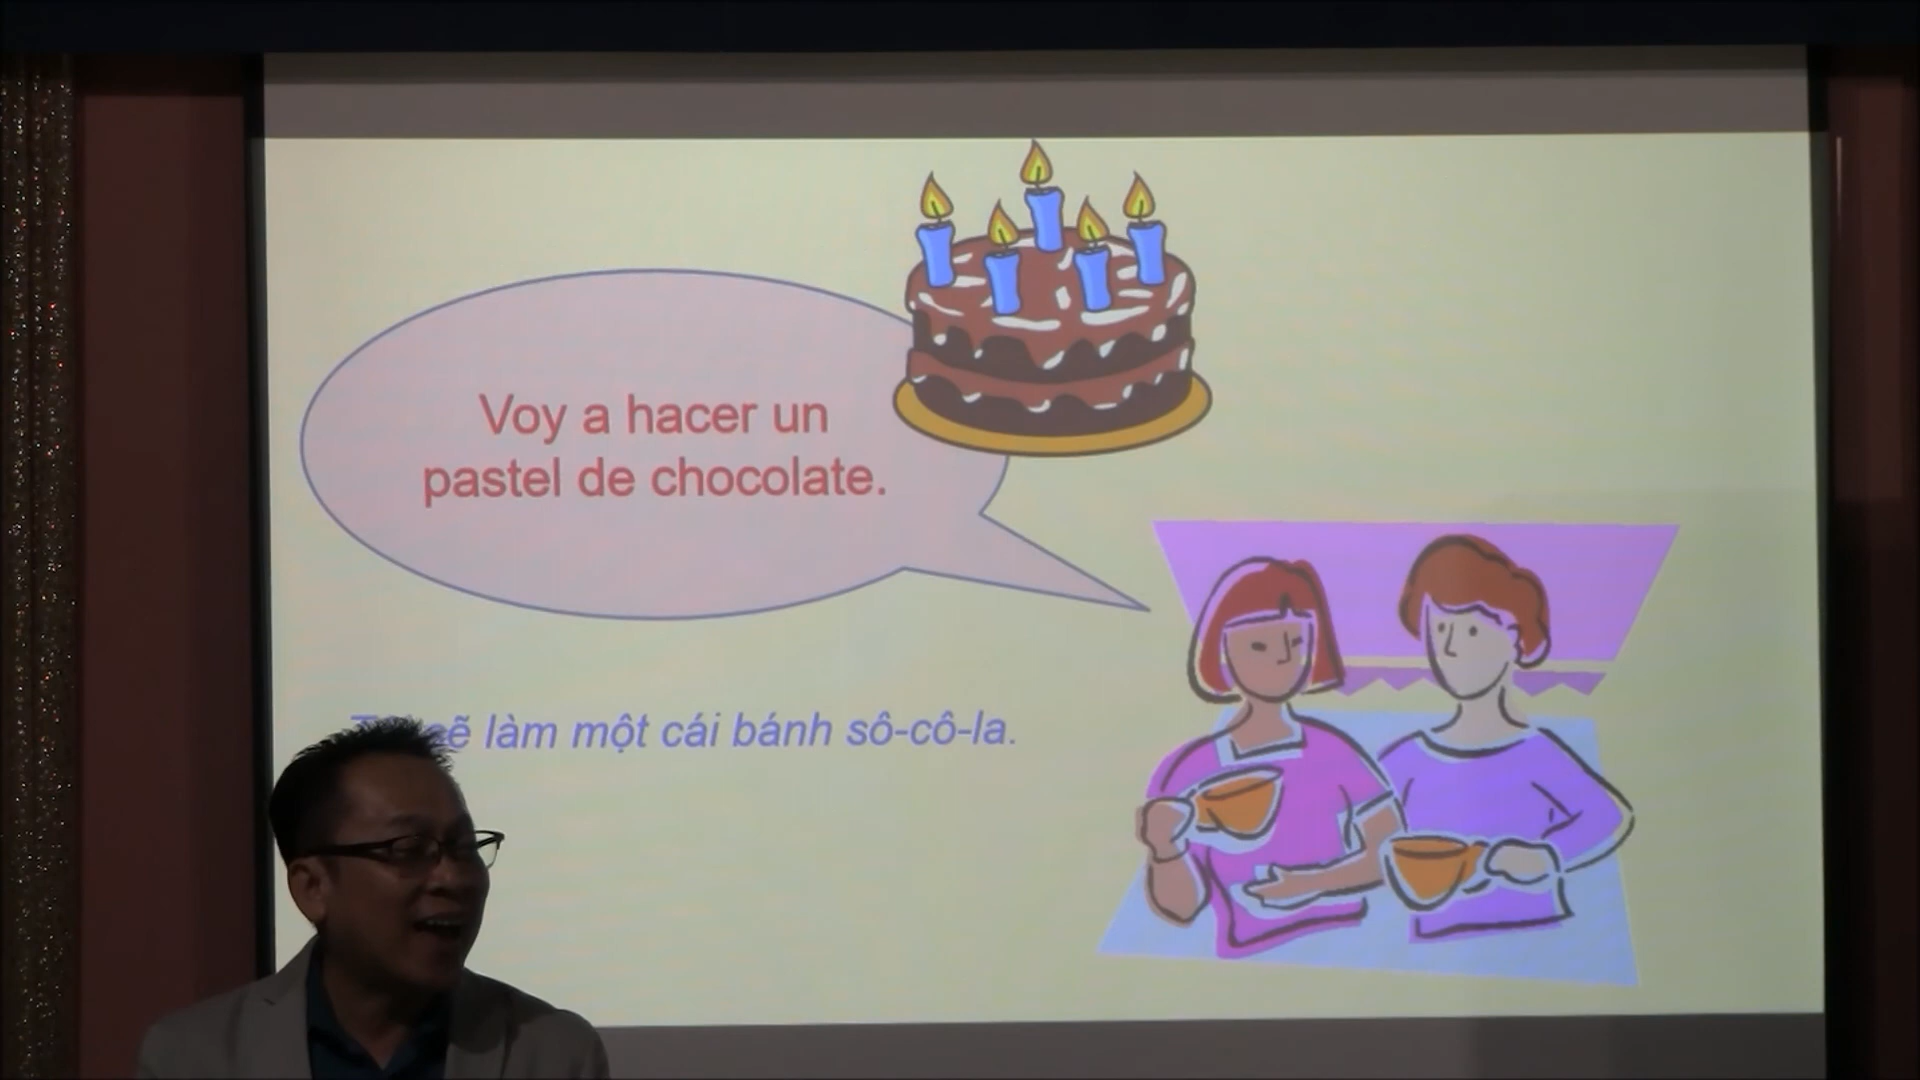 Voy a hacer un
pastel de chocolate.
sẽ làm một cái bánh sô-cô-la.